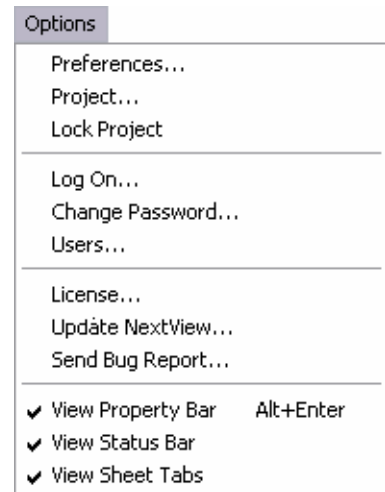 Options
Preferences...
Project...
Lock Project
Log On...
Change Password...
Users...
License...
Update NextView...
Send Bug Report...
View Property Bar Alt+Enter
View Status Bar
View Sheet Tabs